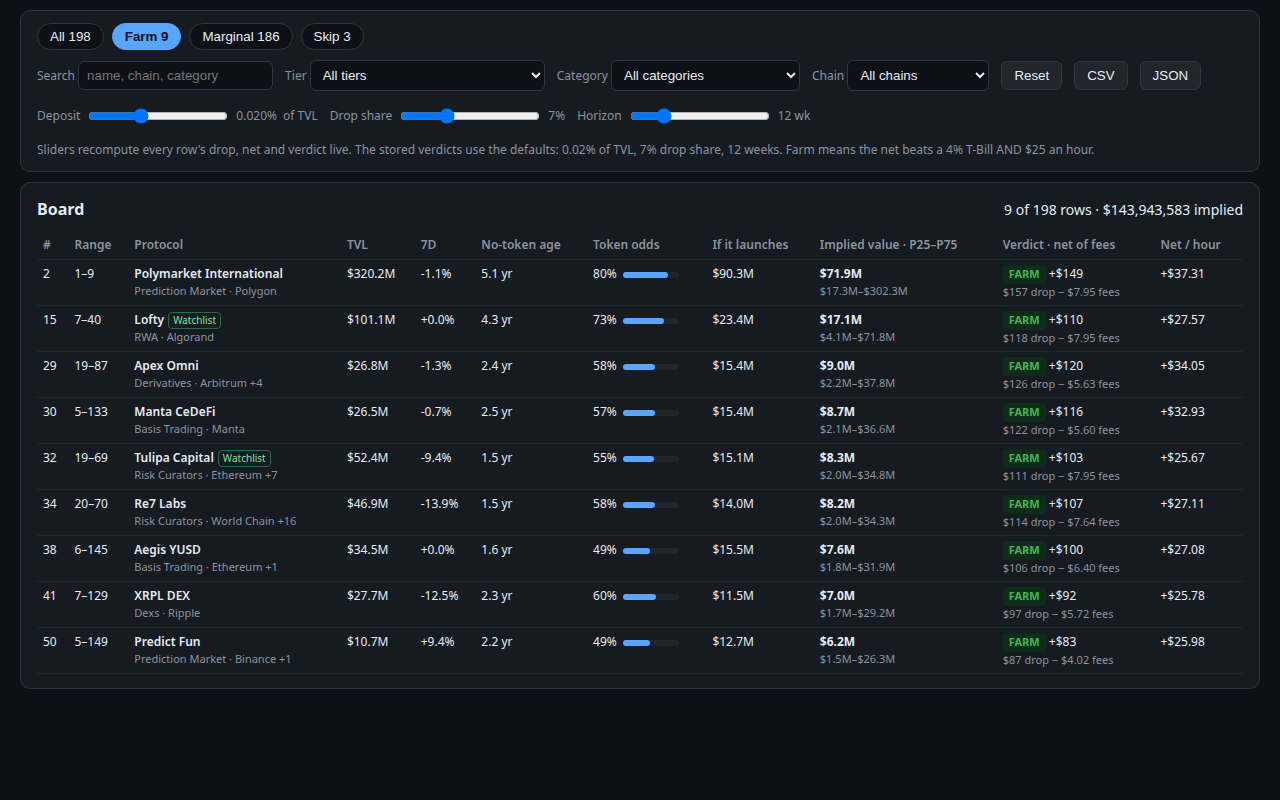 All 198 Farm 9 Marginal 186 Skip 3
Search name, chain, category Tier All tiers Category All categories Chain All chains Reset CSV JSON
Deposit 0.020% of TVL Drop share 7% Horizon 12 wk
Sliders recompute every row's drop, net and verdict live. The stored verdicts use the defaults: 0.02% of TVL, 7% drop share, 12 weeks. Farm means the net beats a 4% T-Bill AND $25 an hour.
Board 9 of 198 rows · $143,943,583 implied
# Range Protocol TVL 7D No-token age Token odds If it launches Implied value · P25–P75 Verdict · net of fees Net / hour
2 1–9 Polymarket International $320.2M -1.1% 5.1 yr 80% $90.3M $71.9M FARM +$149 +$37.31
Prediction Market · Polygon $17.3M–$302.3M $157 drop − $7.95 fees
15 7–40 Lofty Watchlist $101.1M +0.0% 4.3 yr 73% $23.4M $17.1M FARM +$110 +$27.57
RWA · Algorand $4.1M–$71.8M $118 drop − $7.95 fees
29 19–87 Apex Omni $26.8M -1.3% 2.4 yr 58% $15.4M $9.0M FARM +$120 +$34.05
Derivatives · Arbitrum +4 $2.2M–$37.8M $126 drop − $5.63 fees
30 5–133 Manta CeDeFi $26.5M -0.7% 2.5 yr 57% $15.4M $8.7M FARM +$116 +$32.93
Basis Trading · Manta $2.1M–$36.6M $122 drop − $5.60 fees
32 19–69 Tulipa Capital Watchlist $52.4M -9.4% 1.5 yr 55% $15.1M $8.3M FARM +$103 +$25.67
Risk Curators · Ethereum +7 $2.0M–$34.8M $111 drop − $7.95 fees
34 20–70 Re7 Labs $46.9M -13.9% 1.5 yr 58% $14.0M $8.2M FARM +$107 +$27.11
Risk Curators · World Chain +16 $2.0M–$34.3M $114 drop − $7.64 fees
38 6–145 Aegis YUSD $34.5M +0.0% 1.6 yr 49% $15.5M $7.6M FARM +$100 +$27.08
Basis Trading · Ethereum +1 $1.8M–$31.9M $106 drop − $6.40 fees
41 7–129 XRPL DEX $27.7M -12.5% 2.3 yr 60% $11.5M $7.0M FARM +$92 +$25.78
Dexs · Ripple $1.7M–$29.2M $97 drop − $5.72 fees
50 5–149 Predict Fun $10.7M +9.4% 2.2 yr 49% $12.7M $6.2M FARM +$83 +$25.98
Prediction Market · Binance +1 $1.5M–$26.3M $87 drop − $4.02 fees